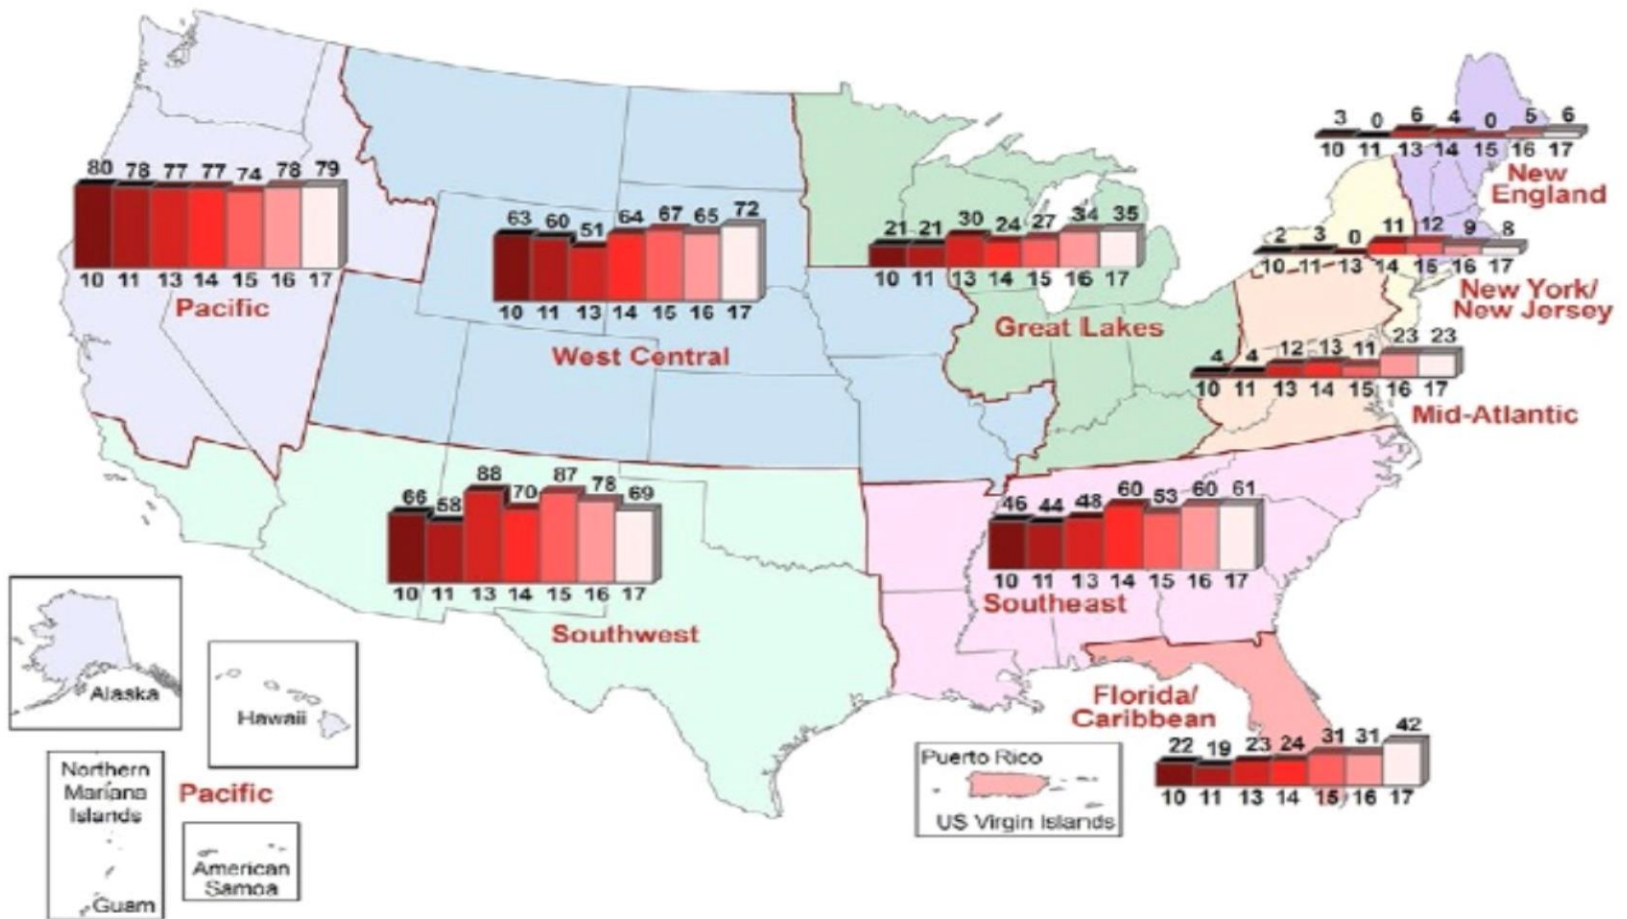 3 0 6 4 0 5 6
10 11 13 14 15 16 17
New
England
80 78 77 77 74 78 79
10 11 13 14 15 16 17
Pacific
63 60 51 64 67 65 72
10 11 13 14 15 16 17
West Central
21 21 30 24 27 34 35
10 11 13 14 15 16 17
Great Lakes
2 3 0 11 12 9 8
10 11 13 14 15 16 17
New York/
New Jersey
4 4 12 13 11 23 23
10 11 13 14 15 16 17
Mid-Atlantic
66 58 88 70 87 78 69
10 11 13 14 15 16 17
Southwest
46 44 48 60 53 60 61
10 11 13 14 15 16 17
Southeast
Florida/
Caribbean
22 19 23 24 31 31 42
10 11 13 14 15 16 17
Alaska
Hawaii
Northern
Mariana
Islands
Guam
Pacific
American
Samoa
Puerto Rico
US Virgin Islands